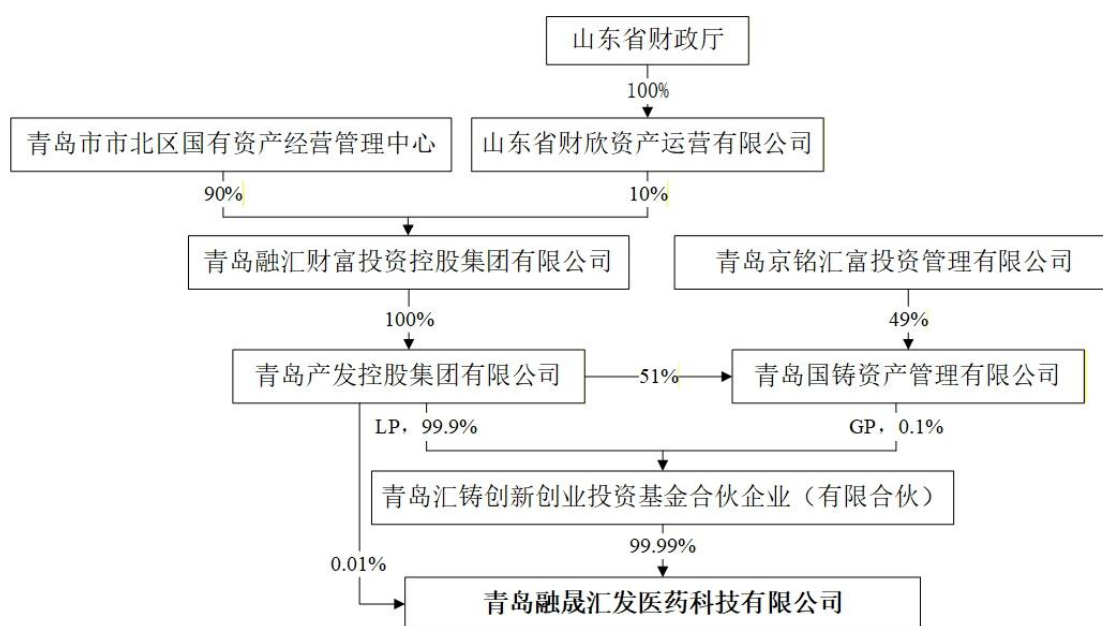 山东省财政厅
100%
青岛市市北区国有资产经营管理中心
山东省财欣资产运营有限公司
90%
10%
青岛融汇财富投资控股集团有限公司
青岛京铭汇富投资管理有限公司
100%
49%
青岛产发控股集团有限公司
51%
青岛国铸资产管理有限公司
LP，99.9%
GP，0.1%
青岛汇铸创新创业投资基金合伙企业（有限合伙）
0.01%
99.99%
青岛融晟汇发医药科技有限公司